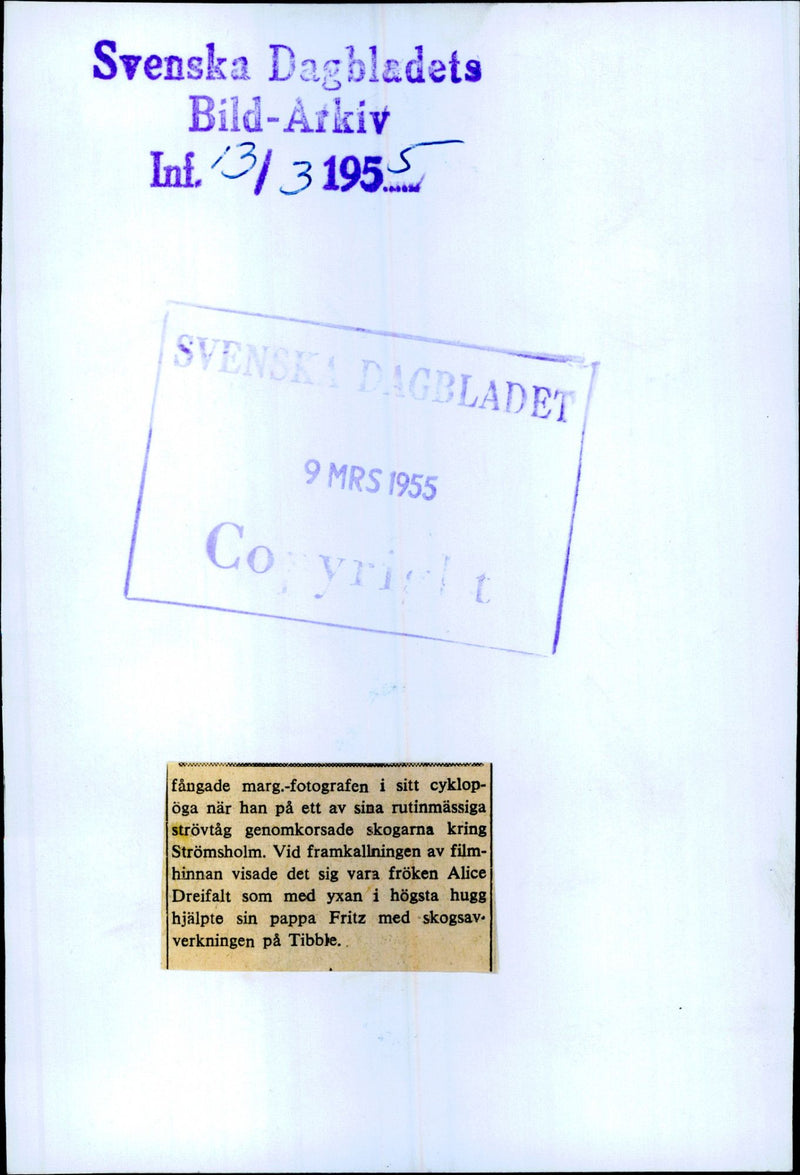 Svenska Dagbladets
Bild-Arkiv
Inf. 13/3 1955
SVENSKA DAGBLADET
9 MRS 1955
Copyright
fångade marg.-fotografen i sitt cyklop-
öga när han på ett av sina rutinmässiga
strövtåg genomkorsade skogarna kring
Strömsholm. Vid framkallningen av film-
hinnan visade det sig vara fröken Alice
Dreifalt som med yxan i högsta hugg
hjälpte sin pappa Fritz med skogsav-
verkningen på Tibble.